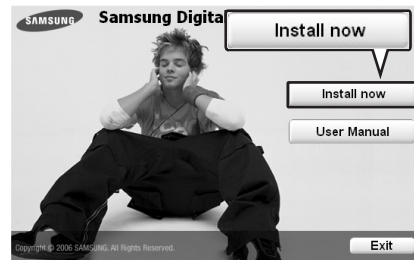 SAMSUNG
Samsung Digita
Install now
Install now
User Manual
Copyright © 2006 SAMSUNG. All Rights Reserved.
Exit